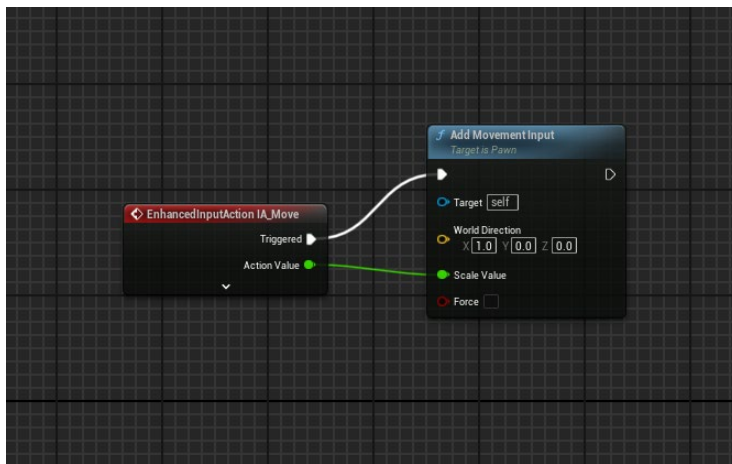 Add Movement Input
Target is Pawn
Target self
World Direction
X 1.0 Y 0.0 Z 0.0
Scale Value
Force
EnhancedInputAction IA_Move
Triggered
Action Value